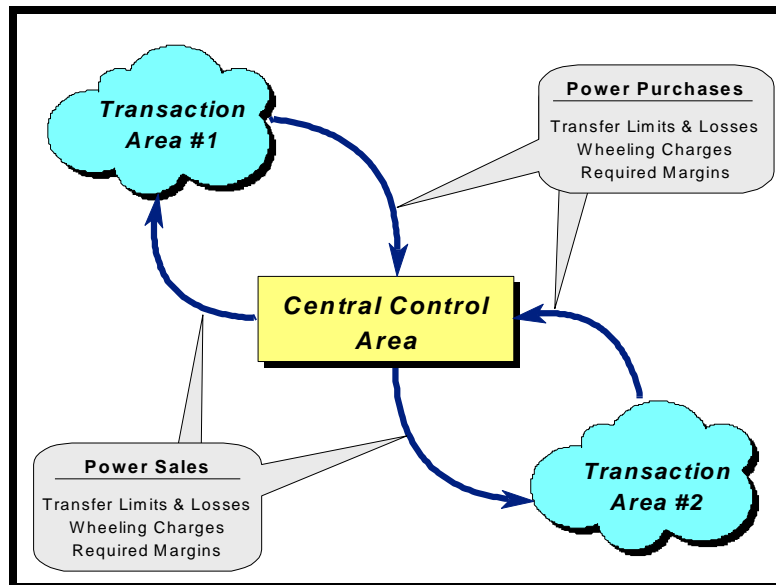 Transaction
Area #1
Power Purchases
Transfer Limits & Losses
Wheeling Charges
Required Margins
Central Control
Area
Power Sales
Transfer Limits & Losses
Wheeling Charges
Required Margins
Transaction
Area #2